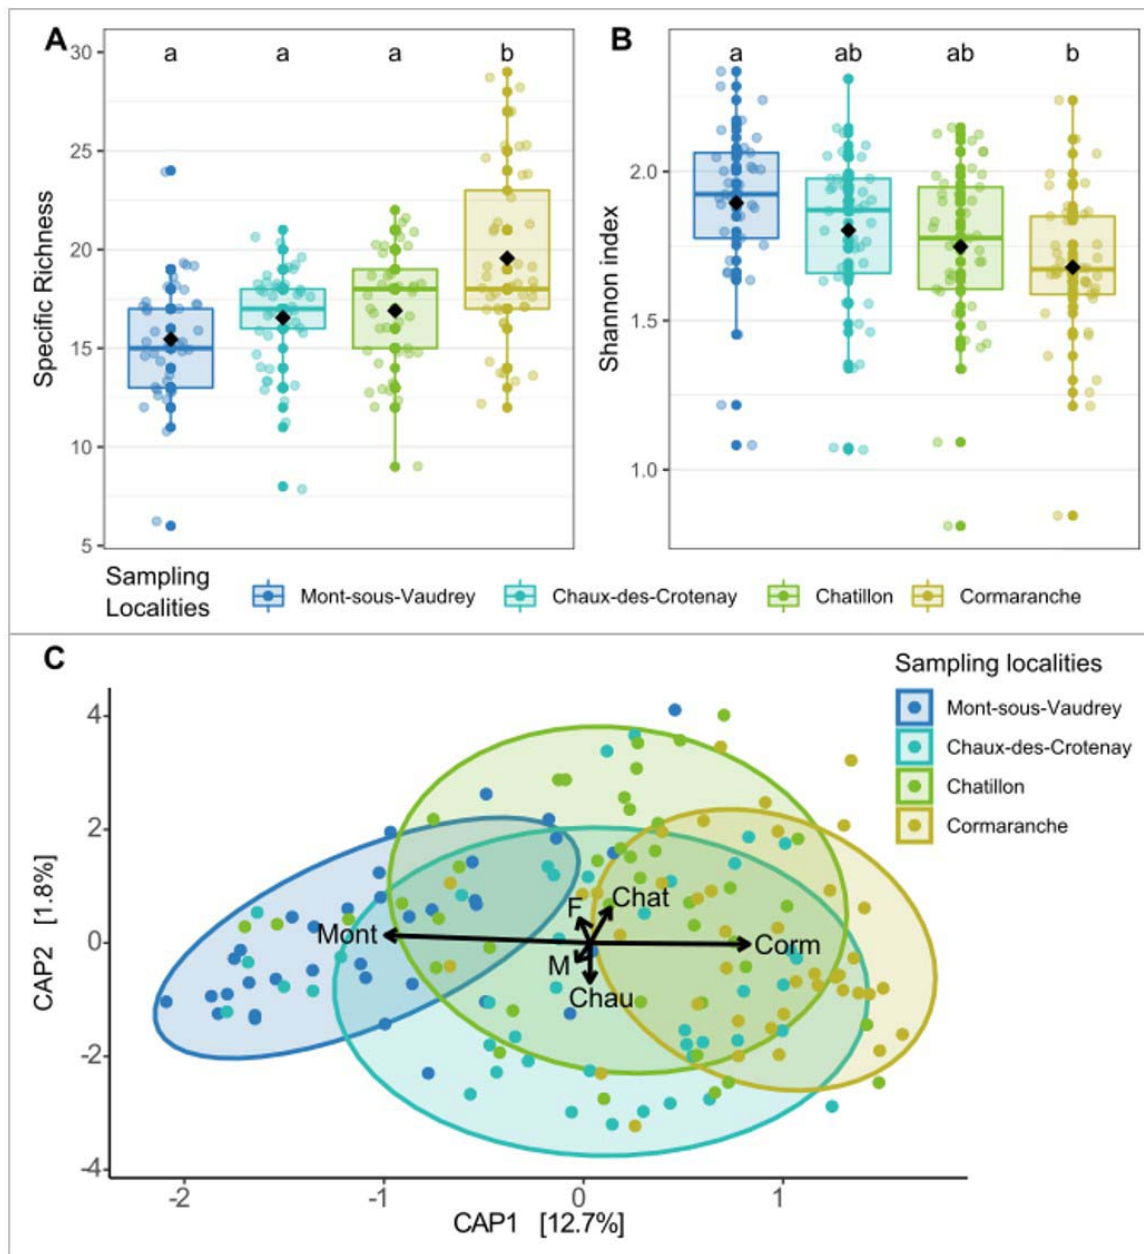 A
B
a a a b
a ab ab b
Specific Richness
30
25
20
15
10
5
Shannon index
2.0
1.5
1.0
Sampling
Localities
Mont-sous-Vaudrey
Chaux-des-Crotenay
Chatillon
Cormaranche
C
Sampling localities
Mont-sous-Vaudrey
Chaux-des-Crotenay
Chatillon
Cormaranche
CAP2 [1.8%]
4
2
0
-2
-4
F
Chat
Mont
Corm
M
Chau
-2 -1 0 1
CAP1 [12.7%]